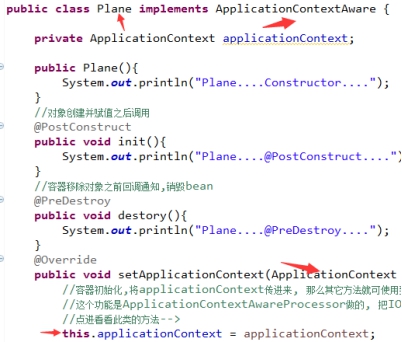 public class Plane implements ApplicationContextAware {
private ApplicationContext applicationContext;
public Plane(){
System.out.println("Plane....Constructor....");
}
//对象创建并赋值之后调用
@PostConstruct
public void init(){
System.out.println("Plane....@PostConstruct....")
}
//容器移除对象之前回调通知,销毁bean
@PreDestroy
public void destory(){
System.out.println("Plane....@PreDestroy....");
}
@Override
public void setApplicationContext(ApplicationContext
//容器初始化,将applicationContext传进来, 那么其它方法就可使用到
//这个功能是ApplicationContextAwareProcessor做的, 把IO
//点进看看此类的方法-->
this.applicationContext = applicationContext;